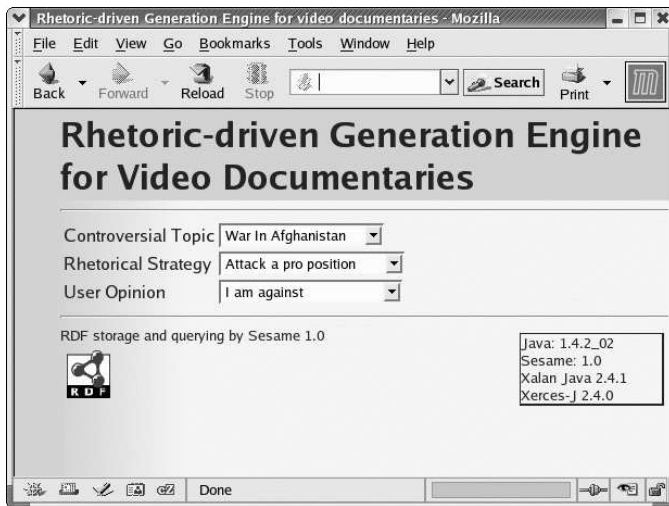 Rhetoric-driven Generation Engine for video documentaries - Mozilla
File Edit View Go Bookmarks Tools Window Help
Back Forward Reload Stop Search Print
Rhetoric-driven Generation Engine
for Video Documentaries
Controversial Topic War In Afghanistan
Rhetorical Strategy Attack a pro position
User Opinion I am against
RDF storage and querying by Sesame 1.0
RDF
Java: 1.4.2_02
Sesame: 1.0
Xalan Java 2.4.1
Xerces-J 2.4.0
Done